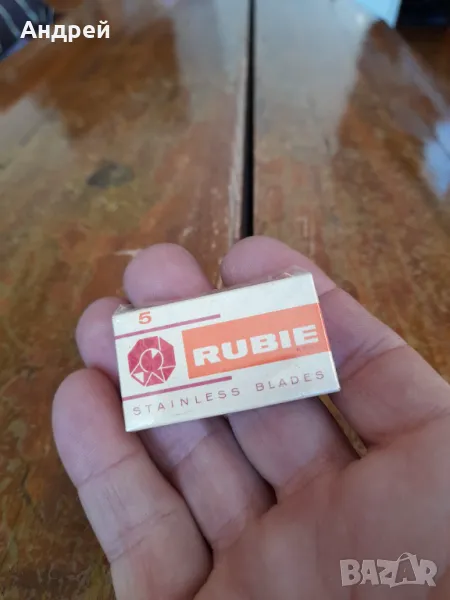 Андрей
5
RUBIE
STAINLESS BLADES
BAZAR